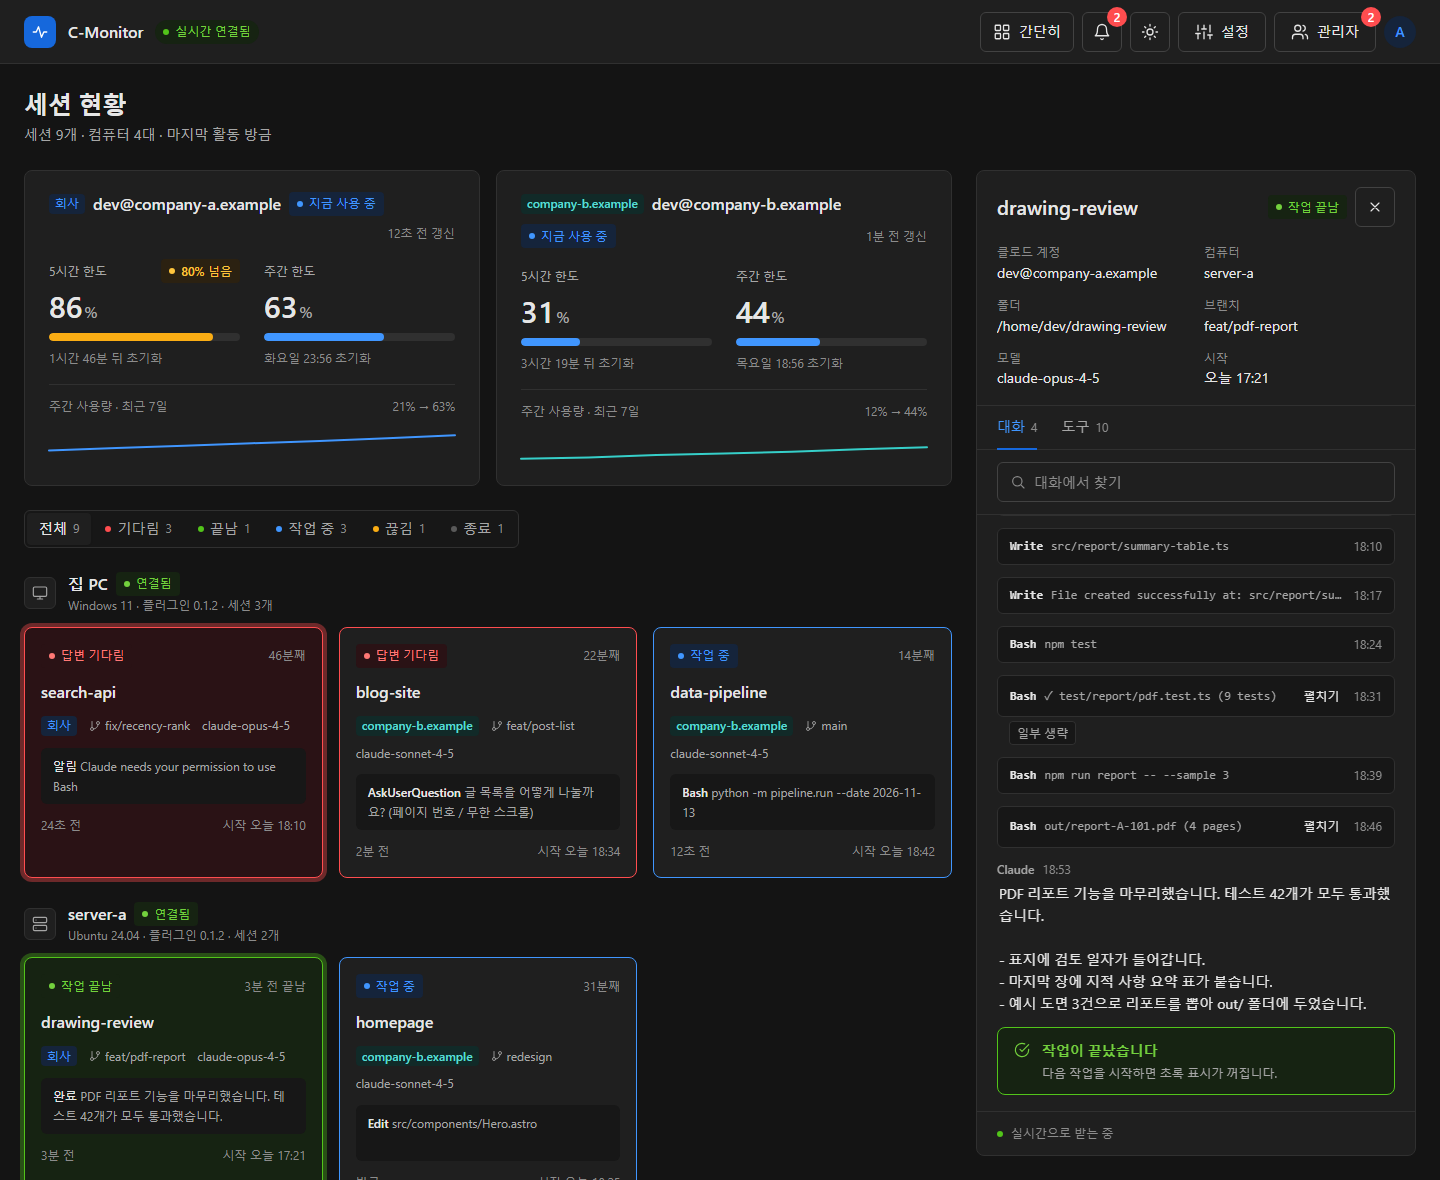 C-Monitor
실시간 연결됨
간단히
2
설정
관리자
2
A
세션 현황
세션 9개 · 컴퓨터 4대 · 마지막 활동 방금
회사 dev@company-a.example 지금 사용 중
12초 전 갱신
5시간 한도 80% 넘음
86%
1시간 46분 뒤 초기화
주간 한도
63%
화요일 23:56 초기화
주간 사용량 · 최근 7일 21% → 63%
company-b.example dev@company-b.example
지금 사용 중 1분 전 갱신
5시간 한도
31%
3시간 19분 뒤 초기화
주간 한도
44%
목요일 18:56 초기화
주간 사용량 · 최근 7일 12% → 44%
전체 9 기다림 3 끝남 1 작업 중 3 끊김 1 종료 1
집 PC 연결됨
Windows 11 · 플러그인 0.1.2 · 세션 3개
답변 기다림 46분째
search-api
회사 fix/recency-rank claude-opus-4-5
알림 Claude needs your permission to use
Bash
24초 전 시작 오늘 18:10
답변 기다림 22분째
blog-site
company-b.example feat/post-list
claude-sonnet-4-5
AskUserQuestion 글 목록을 어떻게 나눌까
요? (페이지 번호 / 무한 스크롤)
2분 전 시작 오늘 18:34
작업 중 14분째
data-pipeline
company-b.example main
claude-sonnet-4-5
Bash python -m pipeline.run --date 2026-11-
13
12초 전 시작 오늘 18:42
server-a 연결됨
Ubuntu 24.04 · 플러그인 0.1.2 · 세션 2개
작업 끝남 3분 전 끝남
drawing-review
회사 feat/pdf-report claude-opus-4-5
완료 PDF 리포트 기능을 마무리했습니다. 테
스트 42개가 모두 통과했습니다.
3분 전 시작 오늘 17:21
작업 중 31분째
homepage
company-b.example redesign
claude-sonnet-4-5
Edit src/components/Hero.astro
drawing-review 작업 끝남
클로드 계정
dev@company-a.example
컴퓨터
server-a
폴더
/home/dev/drawing-review
브랜치
feat/pdf-report
모델
claude-opus-4-5
시작
오늘 17:21
대화 4 도구 10
대화에서 찾기
Write src/report/summary-table.ts 18:10
Write File created successfully at: src/report/su… 18:17
Bash npm test 18:24
Bash ✓ test/report/pdf.test.ts (9 tests) 펼치기 18:31
일부 생략
Bash npm run report -- --sample 3 18:39
Bash out/report-A-101.pdf (4 pages) 펼치기 18:46
Claude 18:53
PDF 리포트 기능을 마무리했습니다. 테스트 42개가 모두 통과했
습니다.
- 표지에 검토 일자가 들어갑니다.
- 마지막 장에 지적 사항 요약 표가 붙습니다.
- 예시 도면 3건으로 리포트를 뽑아 out/ 폴더에 두었습니다.
작업이 끝났습니다
다음 작업을 시작하면 초록 표시가 꺼집니다.
실시간으로 받는 중